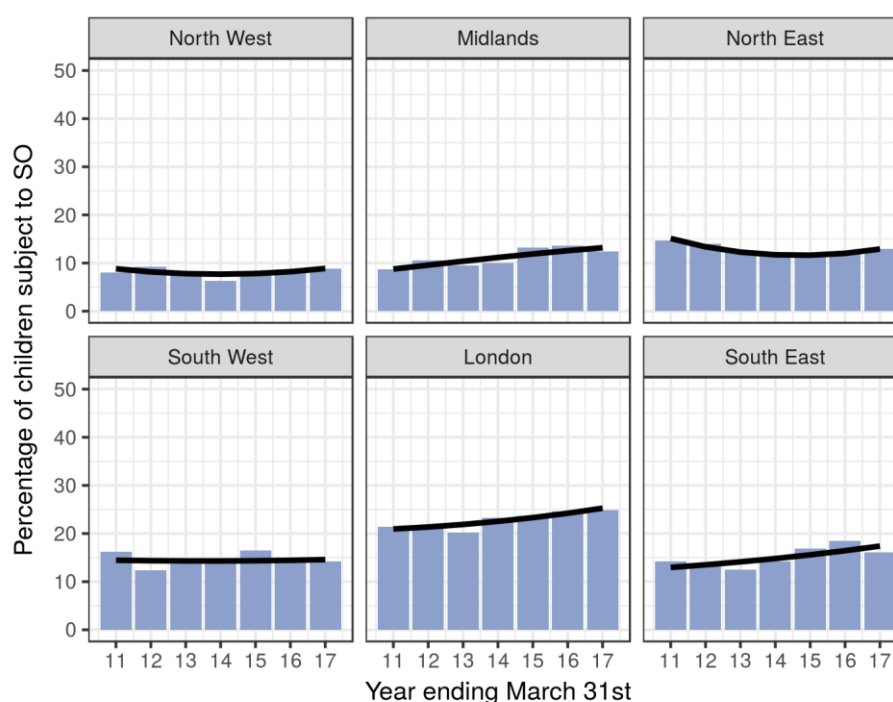 North West Midlands North East
50
40
30
20
10
0
South West London South East
50
40
30
20
10
0
11 12 13 14 15 16 17 11 12 13 14 15 16 17 11 12 13 14 15 16 17
Year ending March 31st
Percentage of children subject to SO